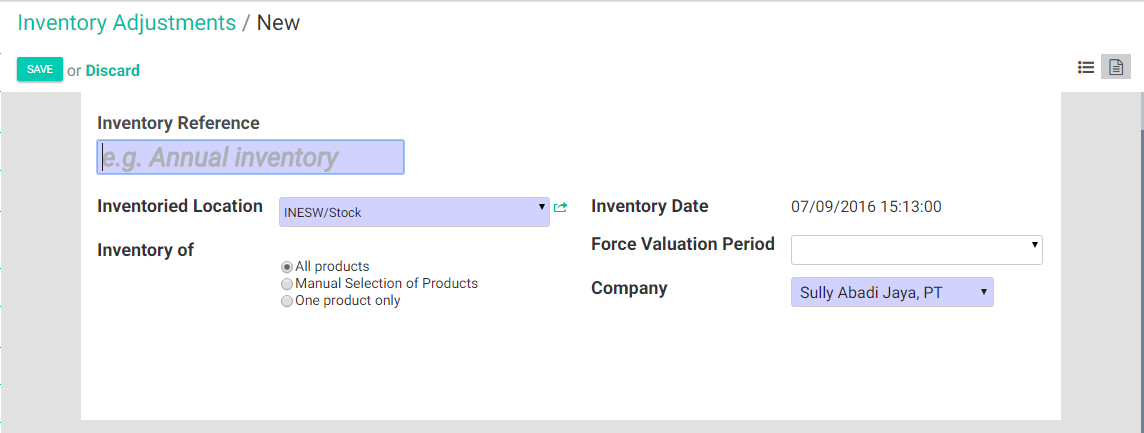 Inventory Adjustments / New
SAVE or Discard
Inventory Reference
e.g. Annual inventory
Inventoried Location INESW/Stock
Inventory Date 07/09/2016 15:13:00
Inventory of
All products
Manual Selection of Products
One product only
Force Valuation Period
Company Sully Abadi Jaya, PT